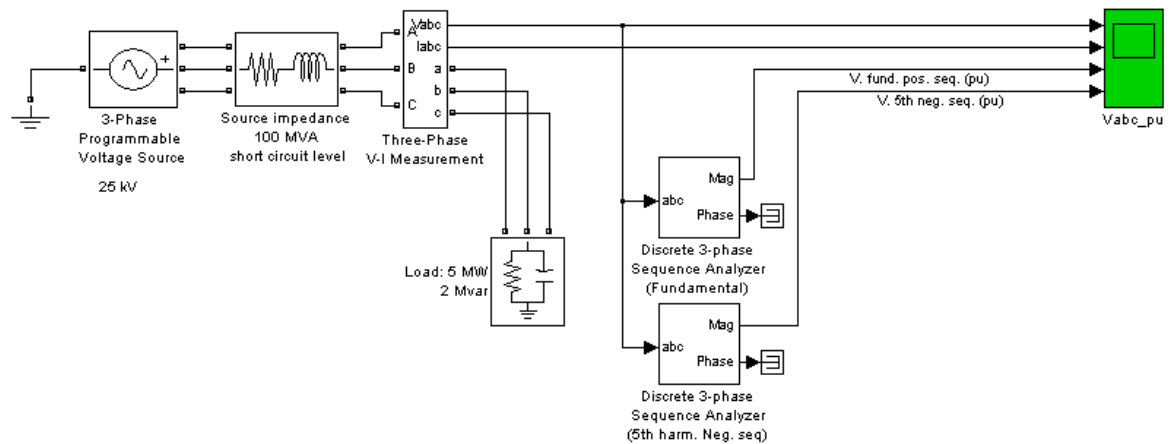 Vabc
A
Iabc
B
a
b
C
c
3-Phase
Programmable
Voltage Source
25 kV
Source impedance
100 MVA
short circuit level
Three-Phase
V-I Measurement
V. fund. pos. seq. (pu)
V. 5th neg. seq. (pu)
Vabc_pu
Load: 5 MW
2 Mvar
abc
Mag
Phase
Discrete 3-phase
Sequence Analyzer
(Fundamental)
abc
Mag
Phase
Discrete 3-phase
Sequence Analyzer
(5th harm. Neg. seq)